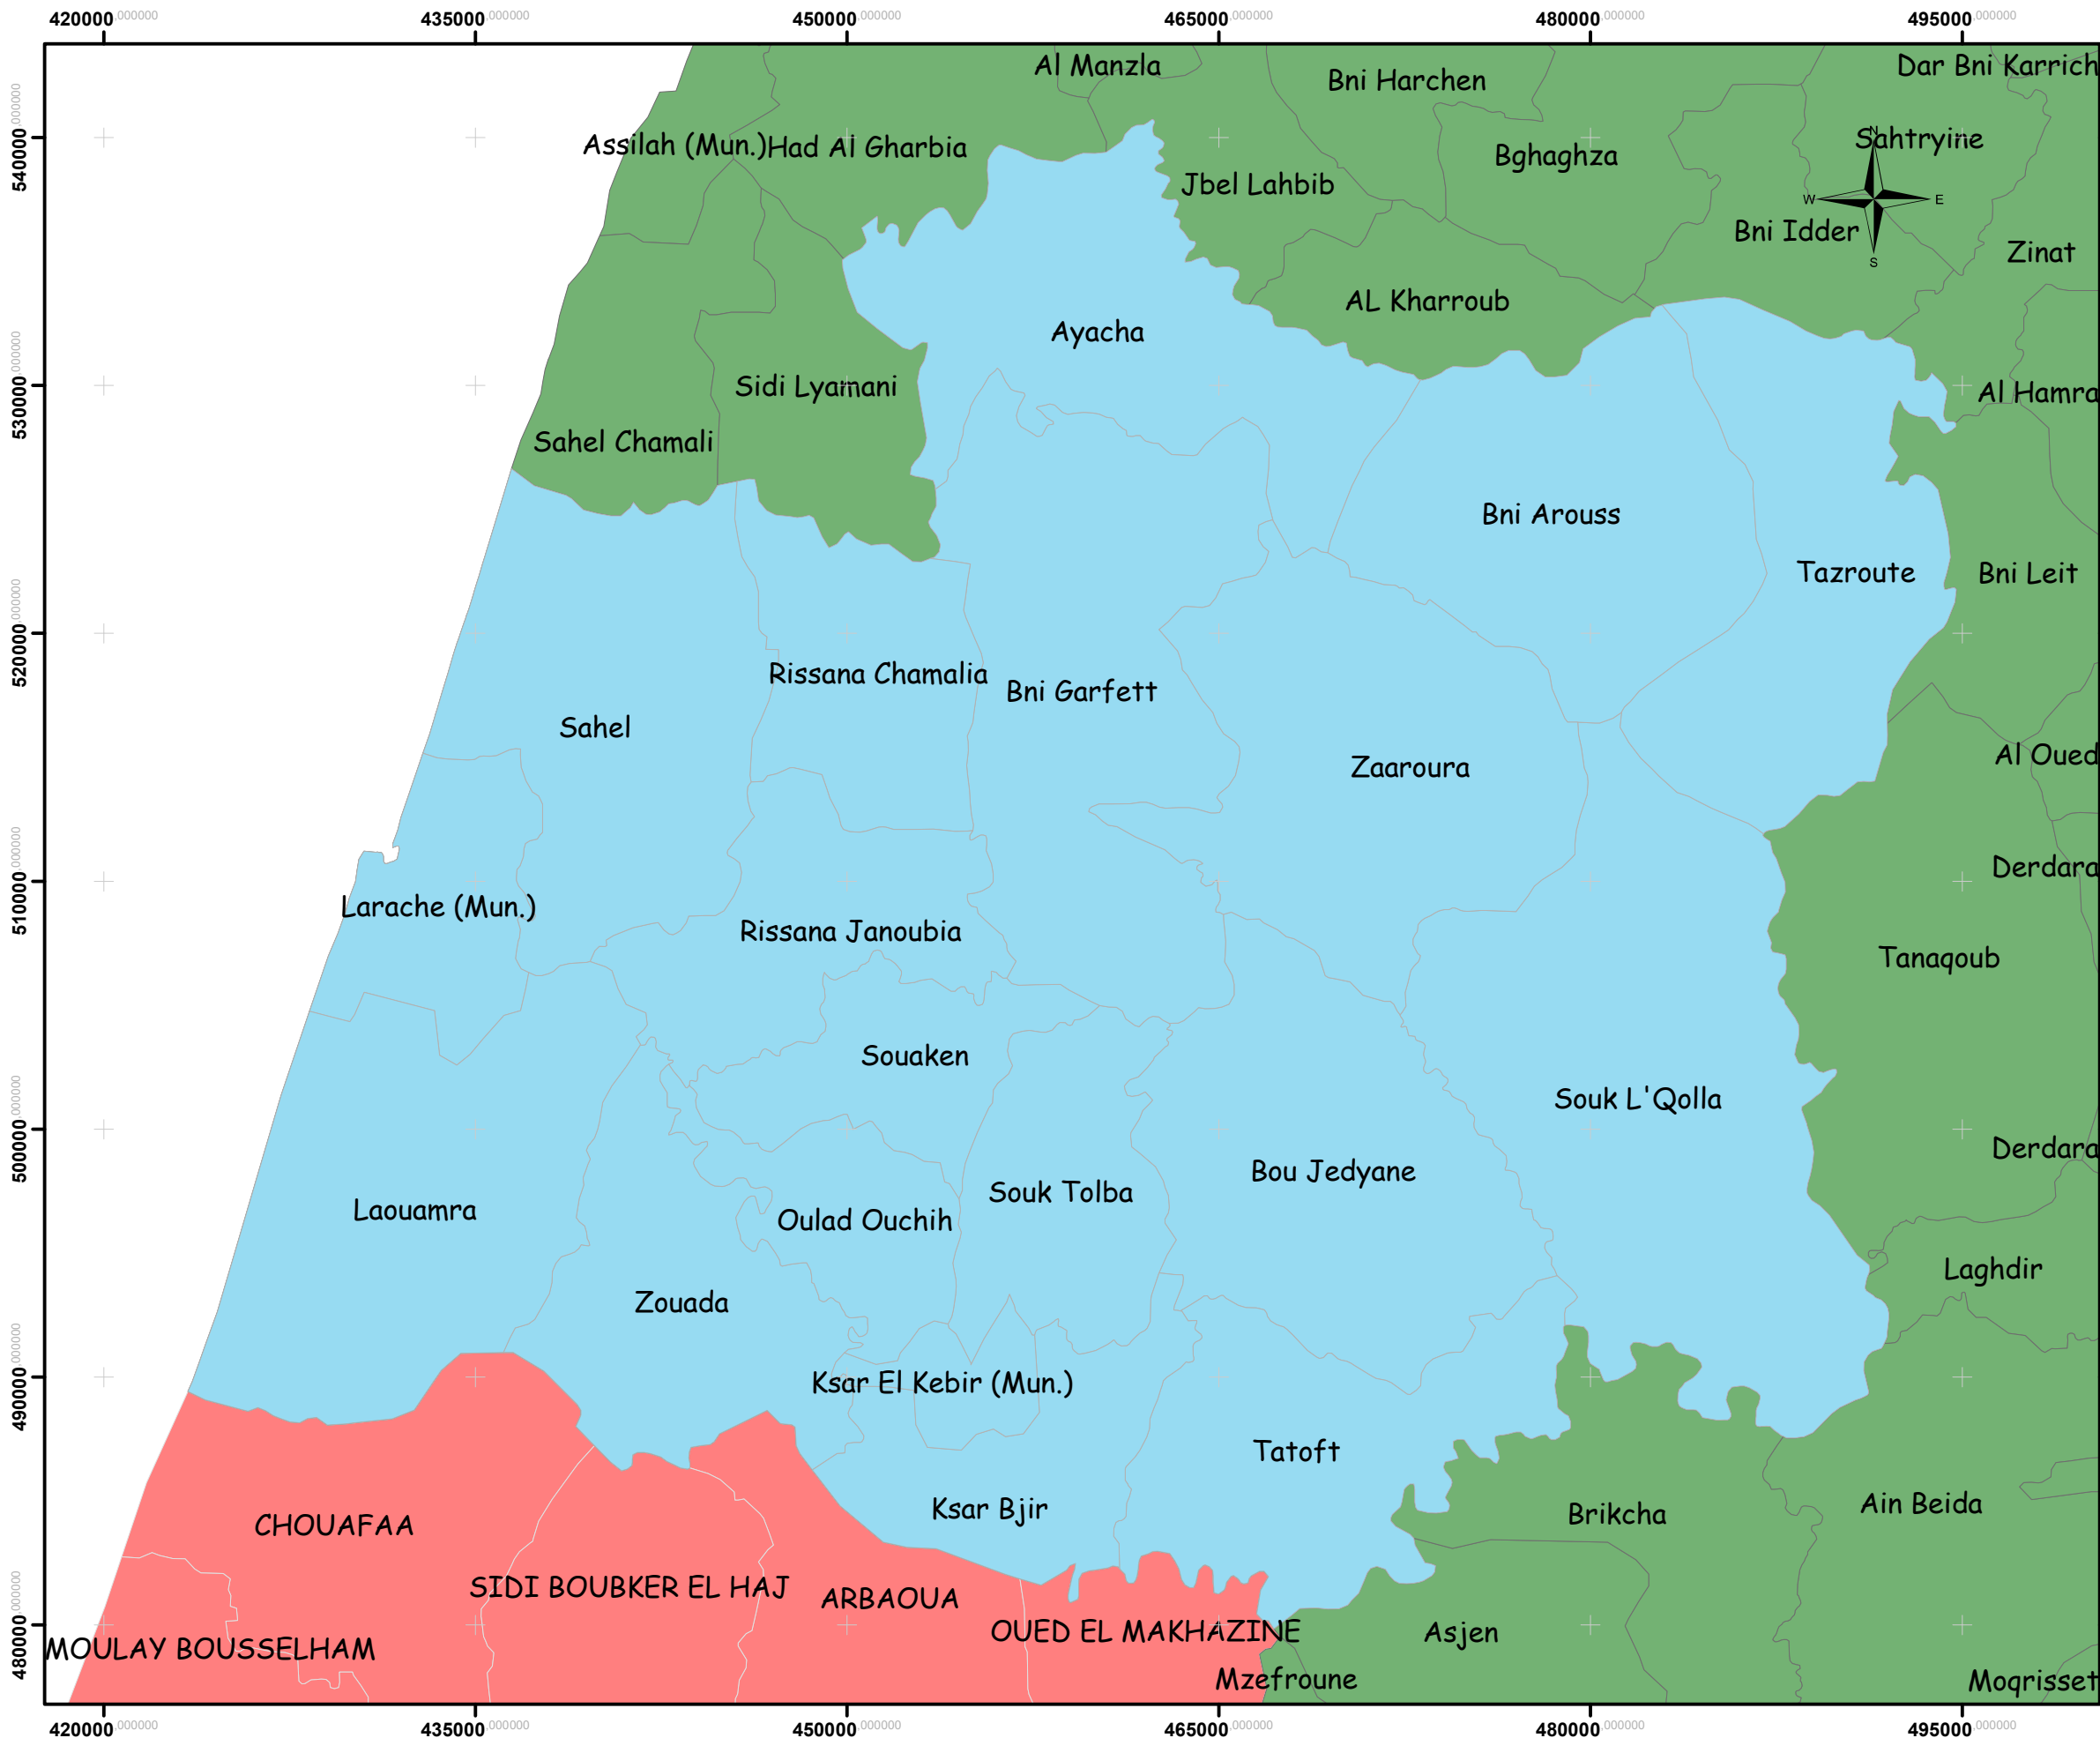 420000,000000 435000,000000 450000,000000 465000,000000 480000,000000 495000,000000
Al Manzla
Dar Bni Karrich
Bni Harchen
540000,000000
N
Sahtryine
Assilah (Mun.)
Had Al Gharbia
Bghaghza
Jbel Lahbib
W
E
Bni Idder
Zinat
S
AL Kharroub
Ayacha
530000,000000
Sidi Lyamani
Al Hamra
Sahel Chamali
Bni Arouss
Tazroute
Bni Leit
520000,000000
Rissana Chamalia
Bni Garfett
Sahel
Al Oued
Zaaroura
Derdara
510000,000000
Larache (Mun.)
Rissana Janoubia
Tanaqoub
Souaken
Souk L'Qolla
500000,000000
Derdara
Bou Jedyane
Souk Tolba
Laouamra
Oulad Ouchih
Laghdir
Zouada
490000,000000
Ksar El Kebir (Mun.)
Tatoft
Ain Beida
Ksar Bjir
Brikcha
CHOUAFAA
SIDI BOUBKER EL HAJ
ARBAOUA
480000,000000
OUED EL MAKHAZINE
Asjen
MOULAY BOUSSELHAM
Mzefroune
Moqrisset
420000,000000 435000,000000 450000,000000 465000,000000 480000,000000 495000,000000